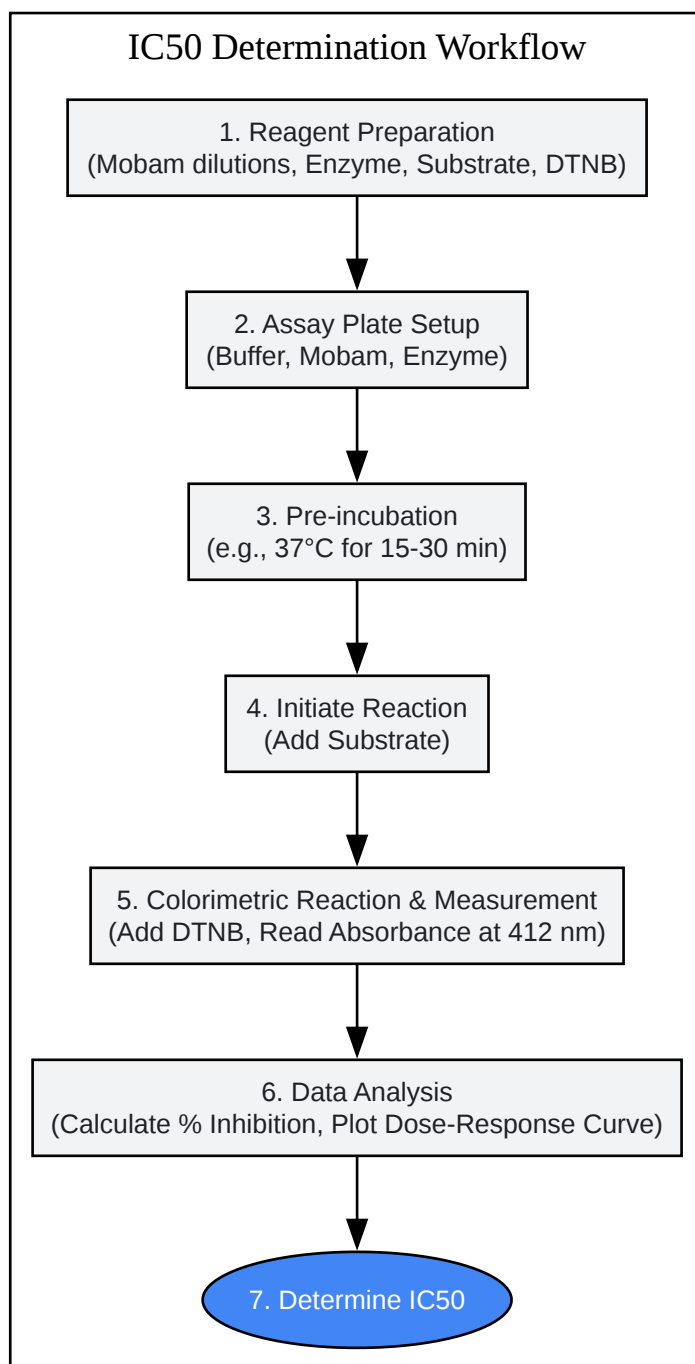 IC50 Determination Workflow
1. Reagent Preparation
(Mobam dilutions, Enzyme, Substrate, DTNB)
2. Assay Plate Setup
(Buffer, Mobam, Enzyme)
3. Pre-incubation
(e.g., 37°C for 15-30 min)
4. Initiate Reaction
(Add Substrate)
5. Colorimetric Reaction & Measurement
(Add DTNB, Read Absorbance at 412 nm)
6. Data Analysis
(Calculate % Inhibition, Plot Dose-Response Curve)
7. Determine IC50